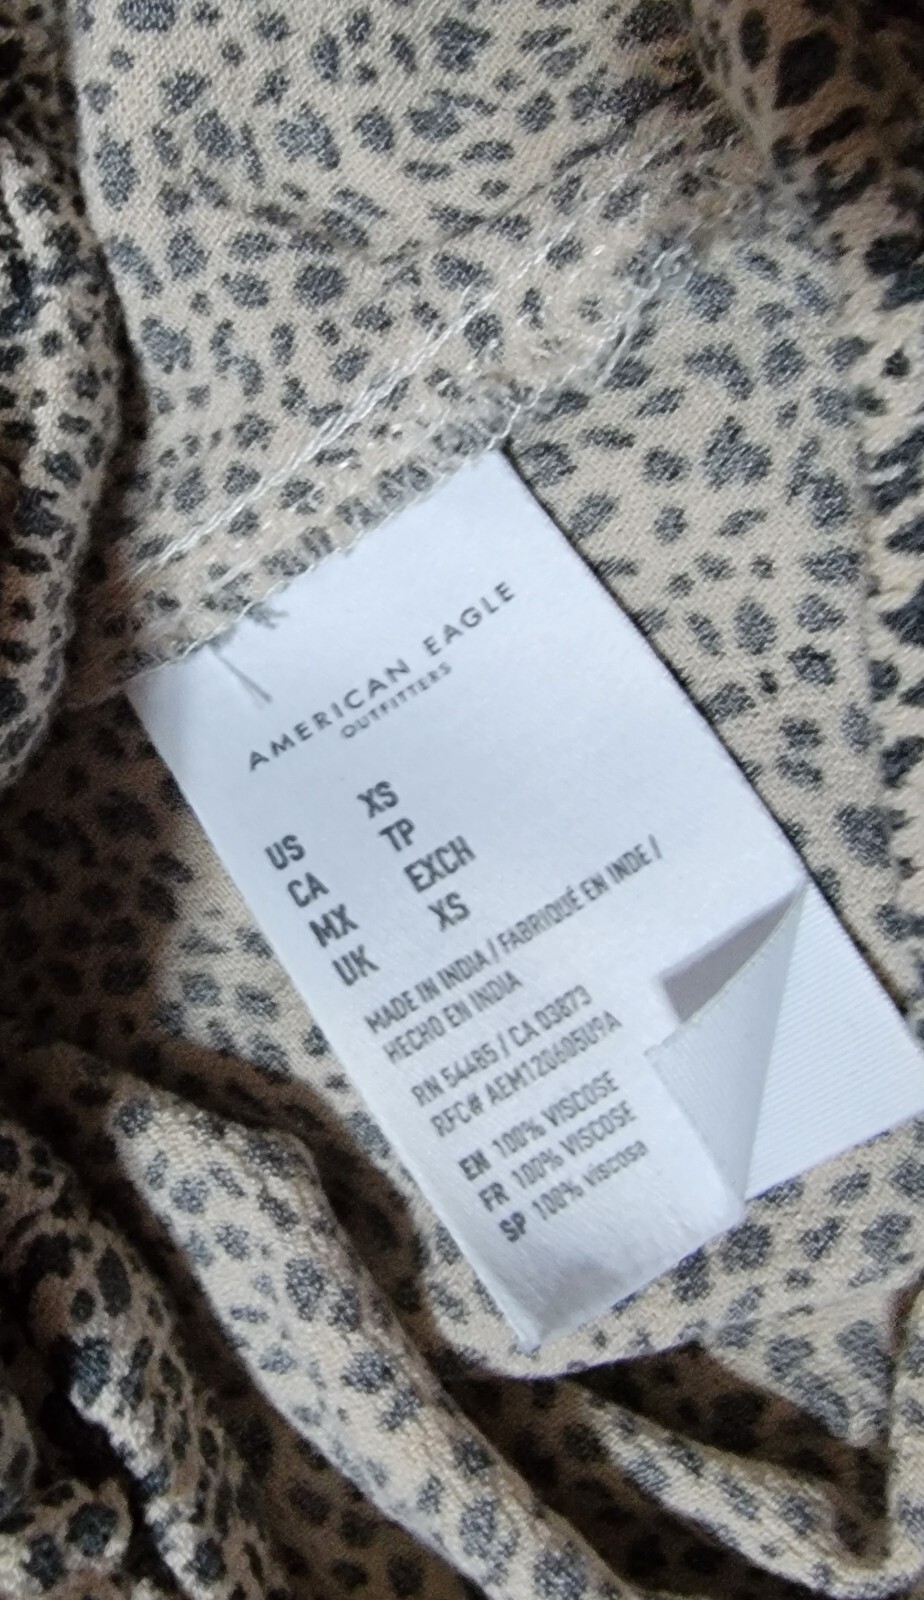 AMERICAN EAGLE
OUTFITTERS
US XS
CA TP
MX EXCH
UK XS
MADE IN INDIA / FABRIQUÉ EN INDE /
HECHO EN INDIA
RN 54485 / CA 03873
RFC# AEM120605U9A
EN 100% VISCOSE
FR 100% VISCOSE
SP 100% viscosa